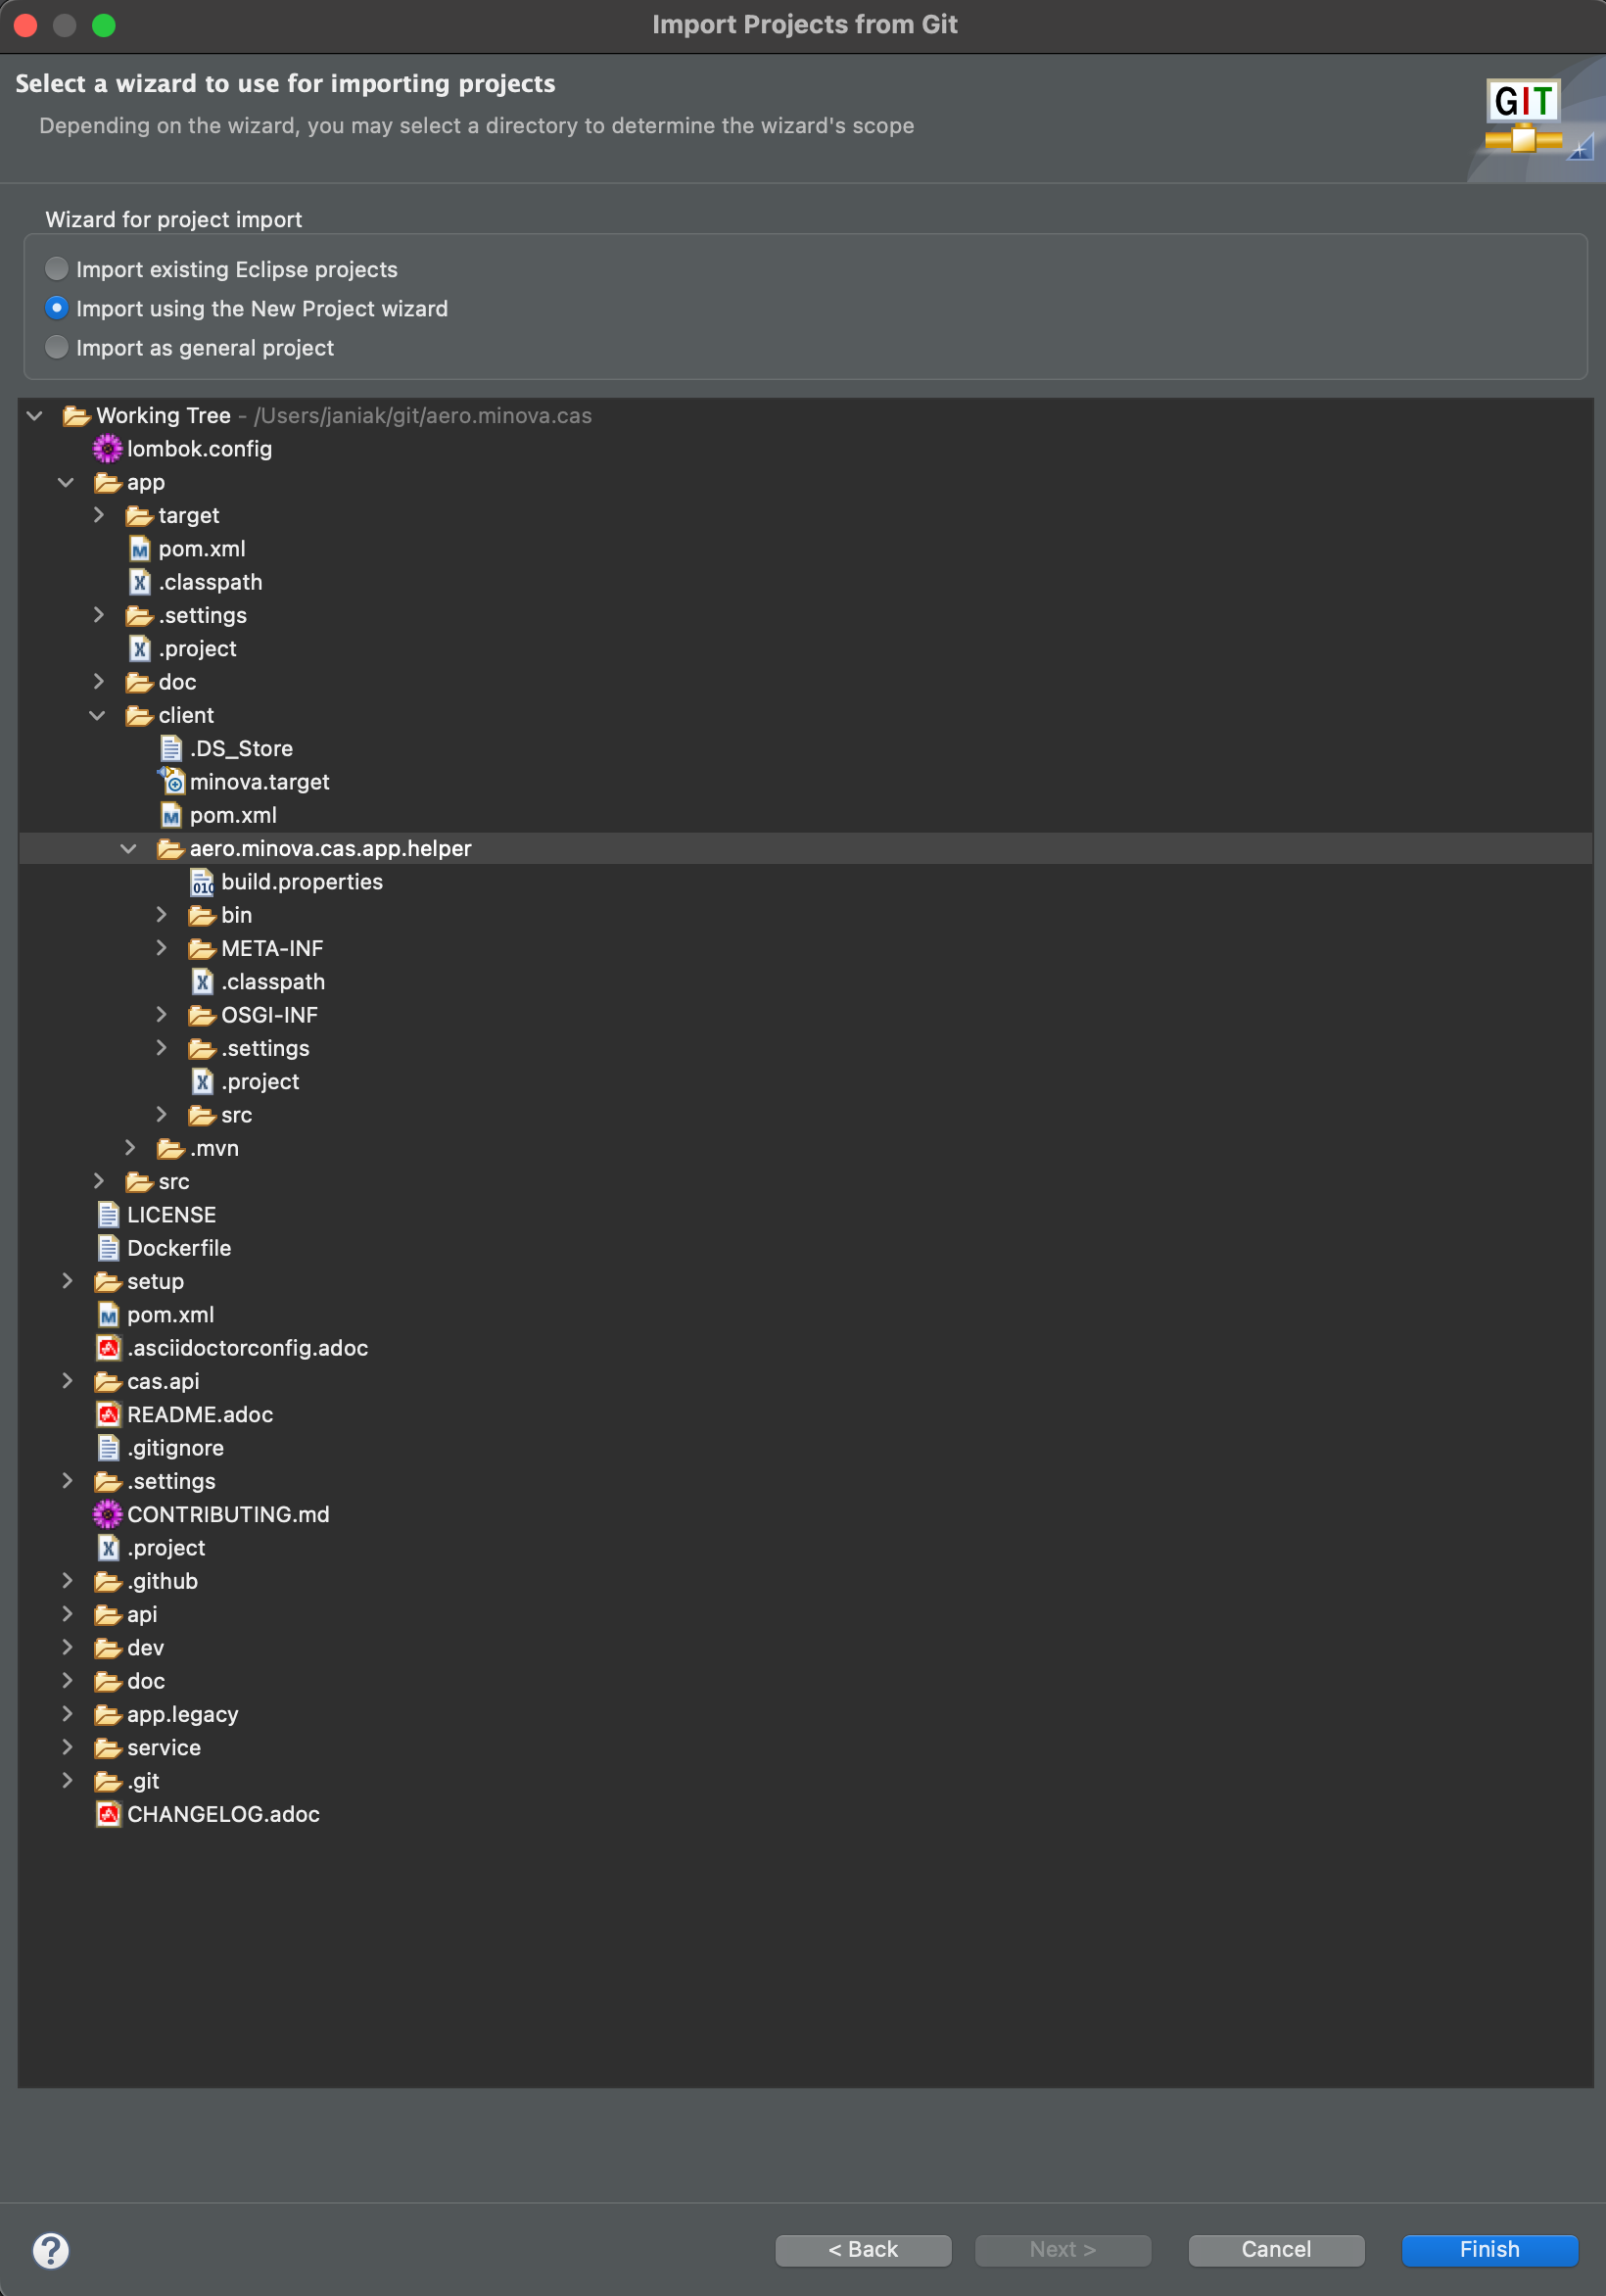 Import Projects from Git
Select a wizard to use for importing projects
Depending on the wizard, you may select a directory to determine the wizard's scope
GIT
Wizard for project import
Import existing Eclipse projects
Import using the New Project wizard
Import as general project
Working Tree - /Users/janiak/git/aero.minova.cas
lombok.config
app
target
pom.xml
.classpath
.settings
.project
doc
client
.DS_Store
minova.target
pom.xml
aero.minova.cas.app.helper
build.properties
bin
META-INF
.classpath
OSGI-INF
.settings
.project
src
.mvn
src
LICENSE
Dockerfile
setup
pom.xml
.asciidoctorconfig.adoc
cas.api
README.adoc
.gitignore
.settings
CONTRIBUTING.md
.project
.github
api
dev
doc
app.legacy
service
.git
CHANGELOG.adoc
? < Back Next > Cancel Finish